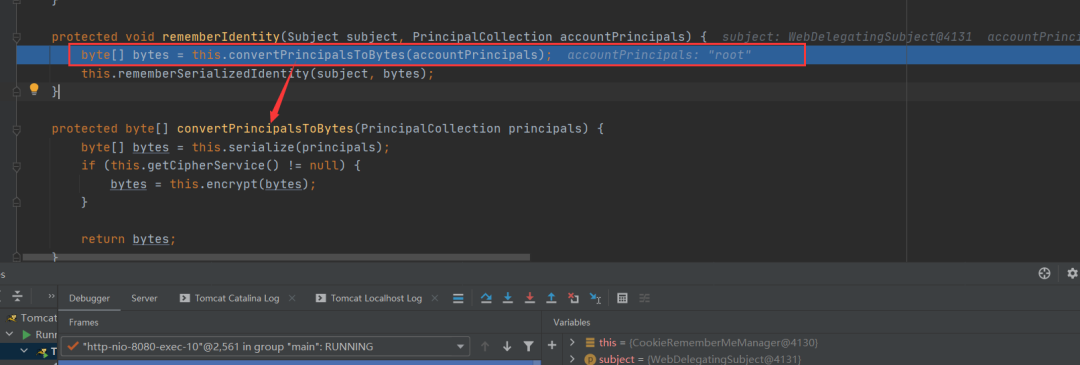 }
protected void rememberIdentity(Subject subject, PrincipalCollection accountPrincipals) { subject: WebDelegatingSubject@4131 accountPrinci
byte[] bytes = this.convertPrincipalsToBytes(accountPrincipals); accountPrincipals: "root"
this.rememberSerializedIdentity(subject, bytes);
}
protected byte[] convertPrincipalsToBytes(PrincipalCollection principals) {
byte[] bytes = this.serialize(principals);
if (this.getCipherService() != null) {
bytes = this.encrypt(bytes);
}
return bytes;
}
es
» Debugger Server Tomcat Catalina Log × Tomcat Localhost Log ×
Tomcat Frames Variables
Runn "http-nio-8080-exec-10"@2,561 in group "main": RUNNING this = {CookieRememberMeManager@4130}
T subject = {WebDelegatingSubject@4131}